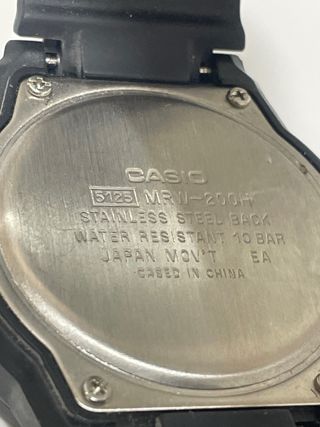 CASIO
5125 MRW-200H
STAINLESS STEEL BACK
WATER RESISTANT 10 BAR
JAPAN MOV'T EA
CASED IN CHINA